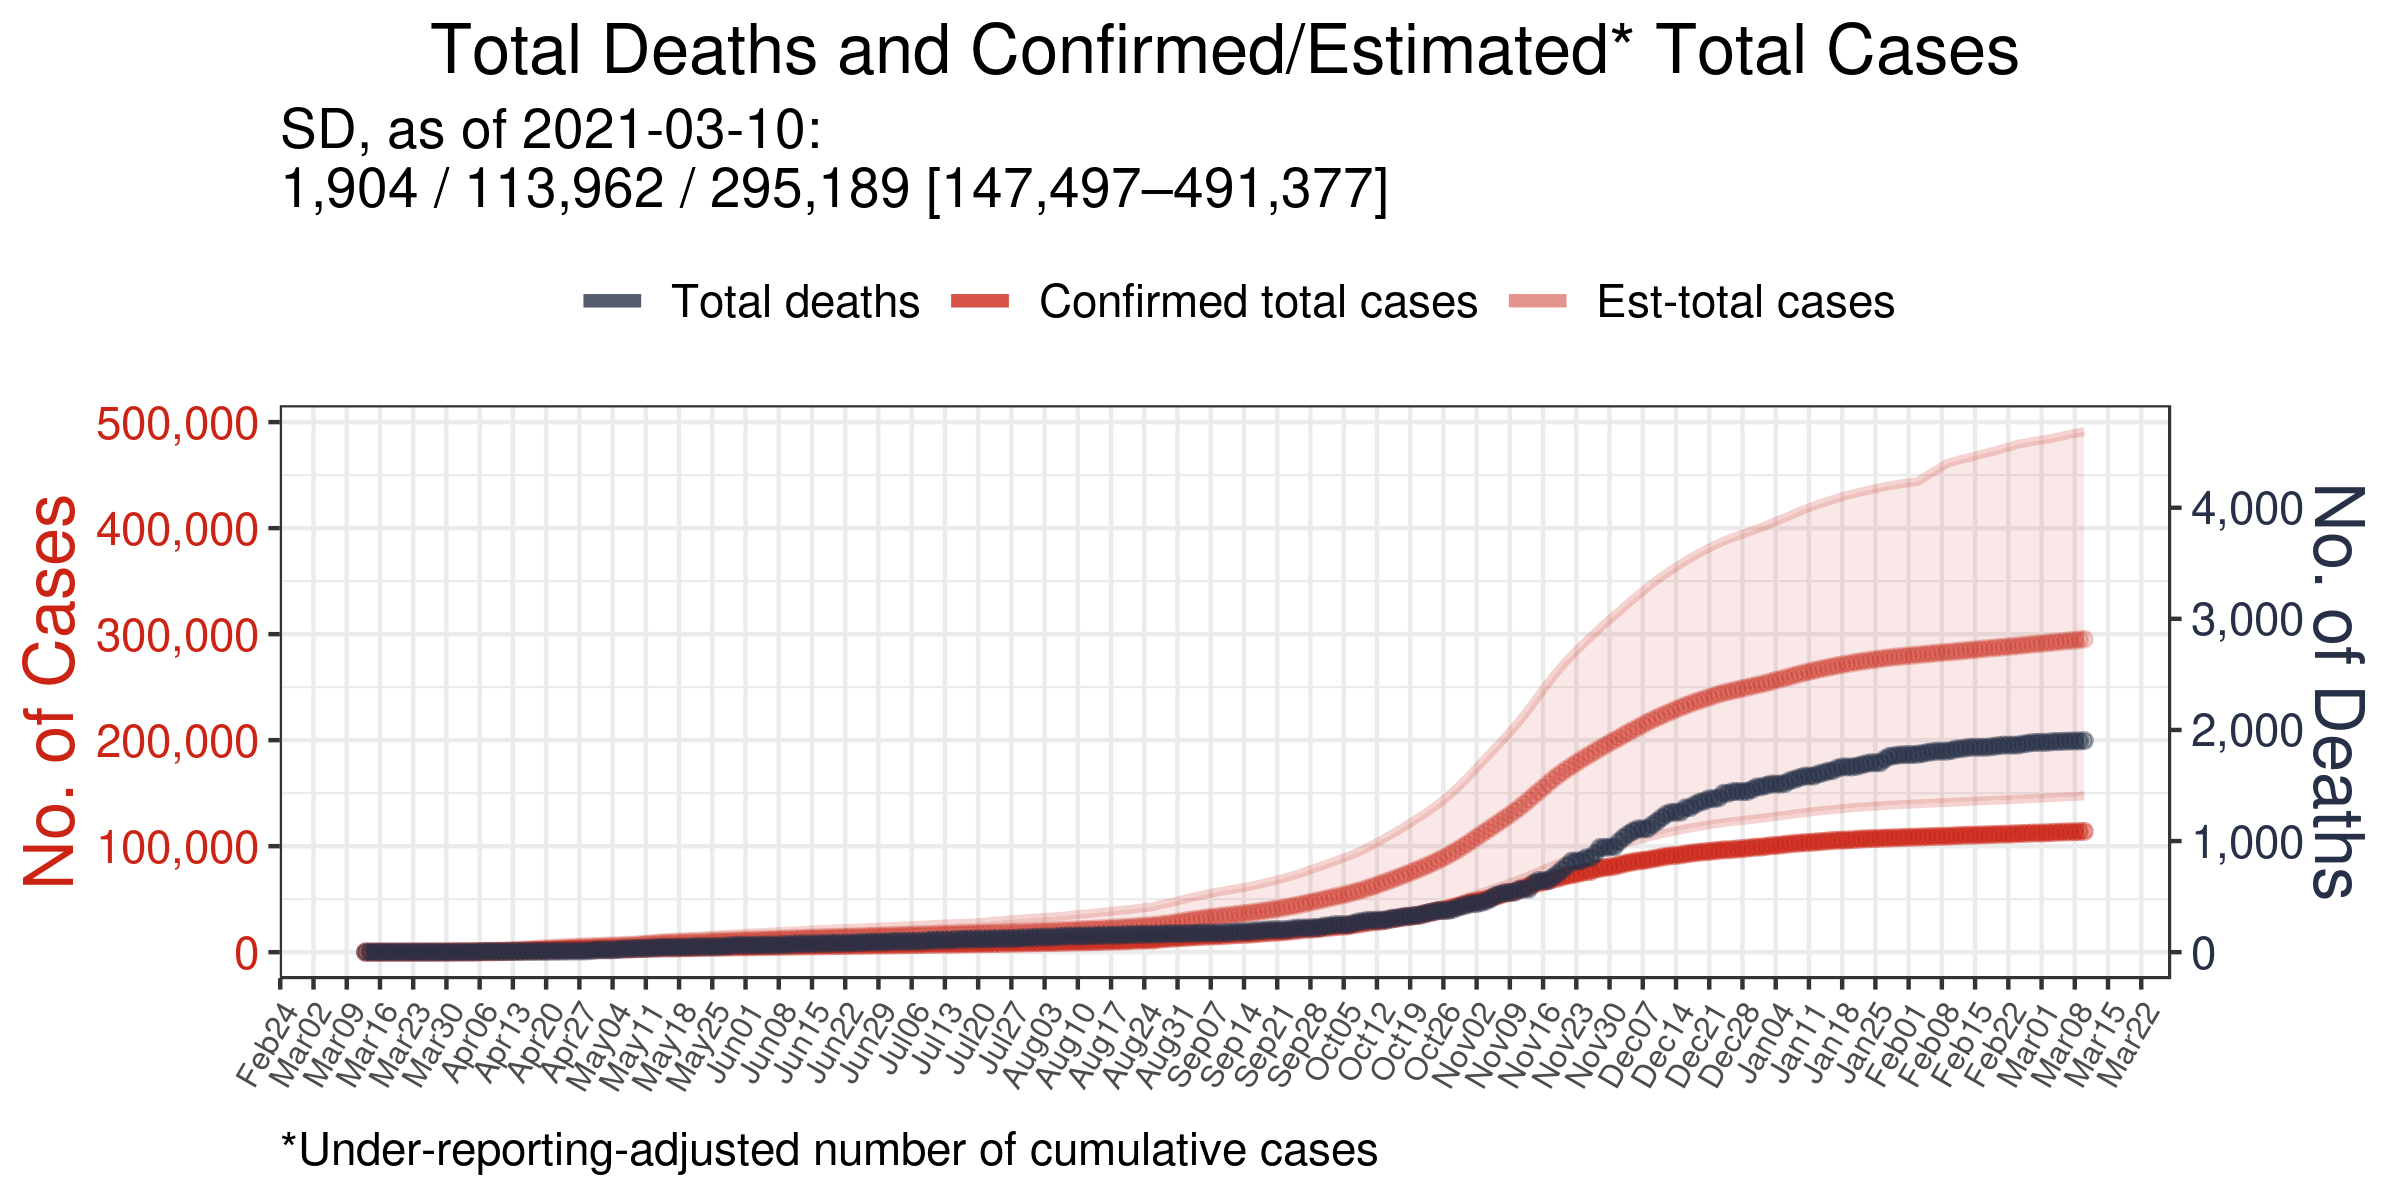 Total Deaths and Confirmed/Estimated* Total Cases
SD, as of 2021-03-10:
1,904 / 113,962 / 295,189 [147,497–491,377]
Total deaths
Confirmed total cases
Est-total cases
No. of Cases
500,000
400,000
300,000
200,000
100,000
0
4,000
3,000
2,000
1,000
0
No. of Deaths
Feb24
Mar02
Mar09
Mar16
Mar23
Mar30
Apr06
Apr13
Apr20
Apr27
May04
May11
May18
May25
Jun01
Jun08
Jun15
Jun22
Jun29
Jul06
Jul13
Jul20
Jul27
Aug03
Aug10
Aug17
Aug24
Aug31
Sep07
Sep14
Sep21
Sep28
Oct05
Oct12
Oct19
Oct26
Nov02
Nov09
Nov16
Nov23
Nov30
Dec07
Dec14
Dec21
Dec28
Jan04
Jan11
Jan18
Jan25
Feb01
Feb08
Feb15
Feb22
Mar01
Mar08
Mar15
Mar22
*Under-reporting-adjusted number of cumulative cases